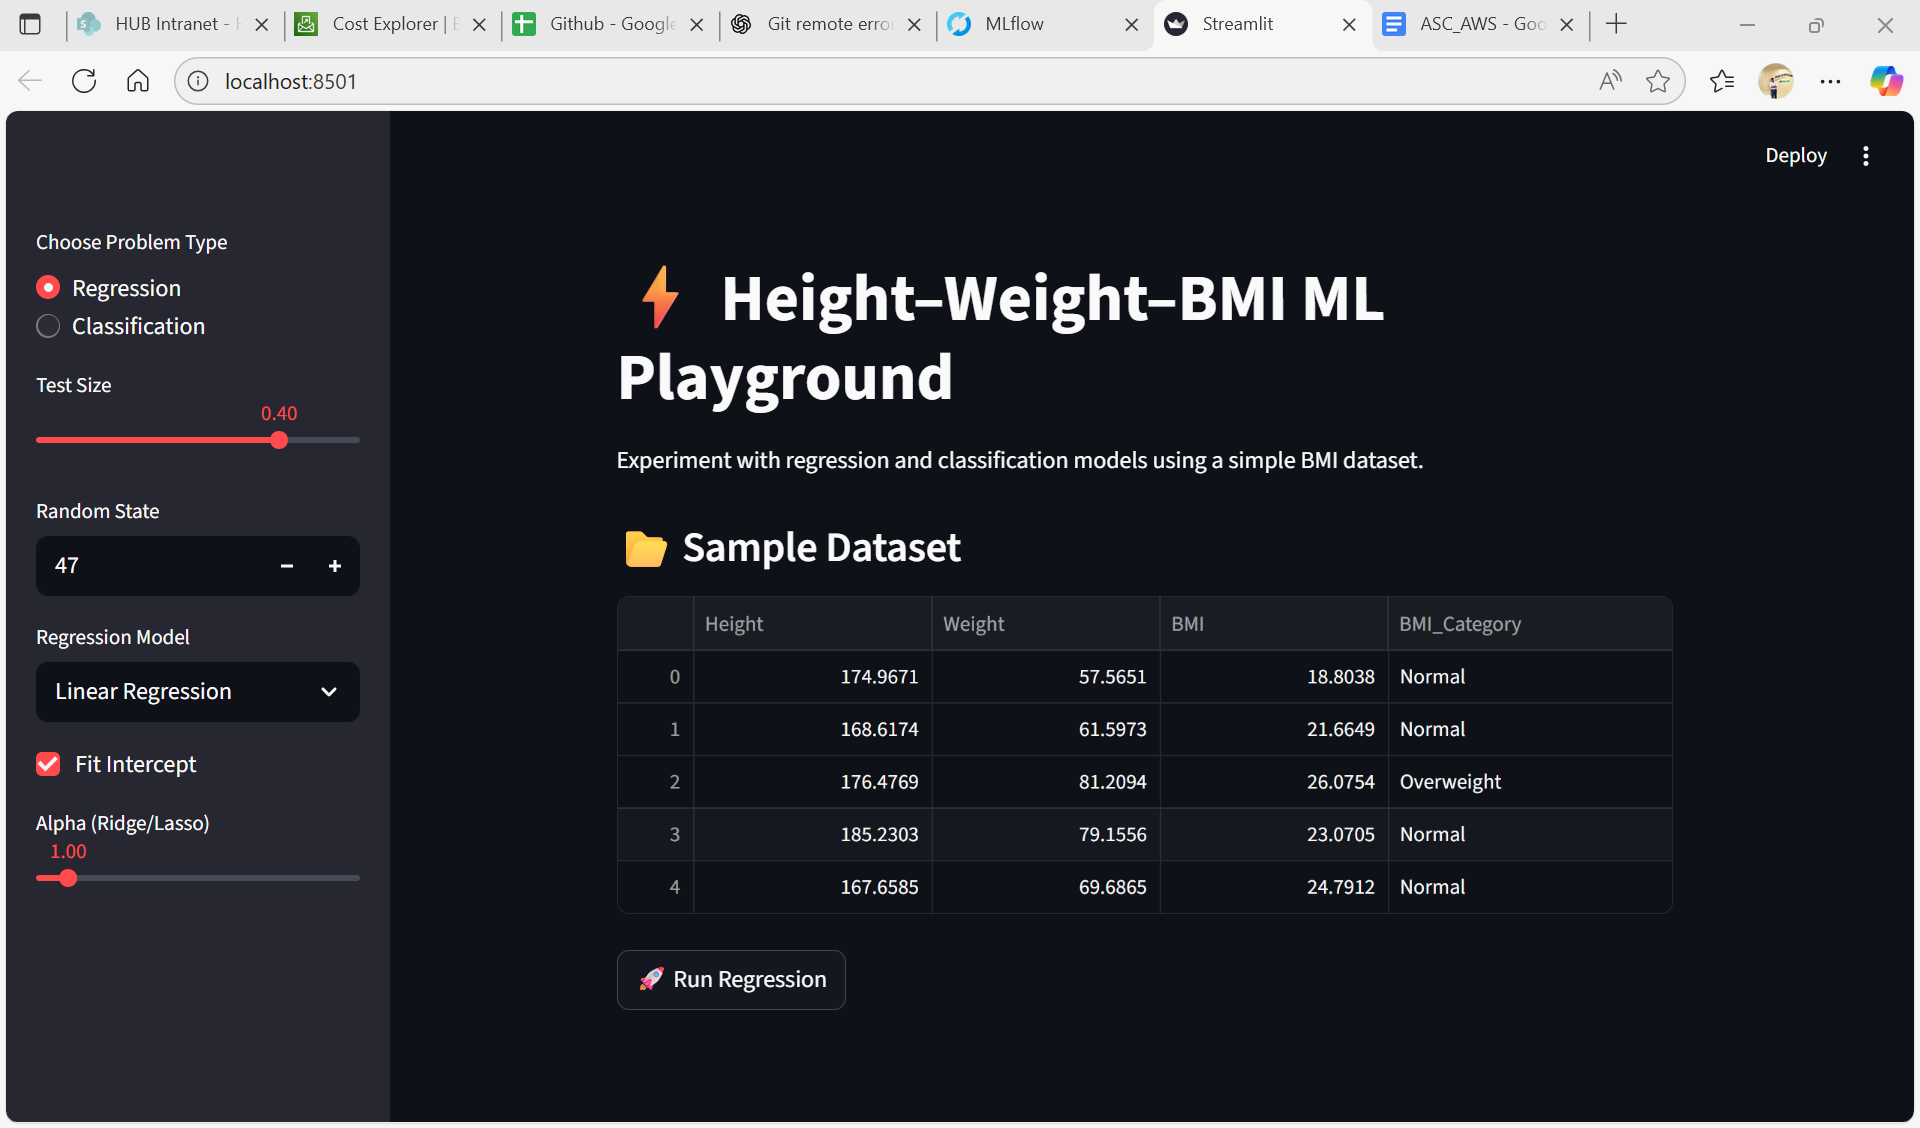 HUB Intranet -
Cost Explorer |
Github - Google
Git remote erro
MLflow
Streamlit
ASC_AWS - Goo
localhost:8501
Deploy
Choose Problem Type
Regression
Classification
Test Size
0.40
Random State
47
Regression Model
Linear Regression
Fit Intercept
Alpha (Ridge/Lasso)
1.00
Height–Weight–BMI ML
Playground
Experiment with regression and classification models using a simple BMI dataset.
Sample Dataset
Height Weight BMI BMI_Category
0 174.9671 57.5651 18.8038 Normal
1 168.6174 61.5973 21.6649 Normal
2 176.4769 81.2094 26.0754 Overweight
3 185.2303 79.1556 23.0705 Normal
4 167.6585 69.6865 24.7912 Normal
Run Regression